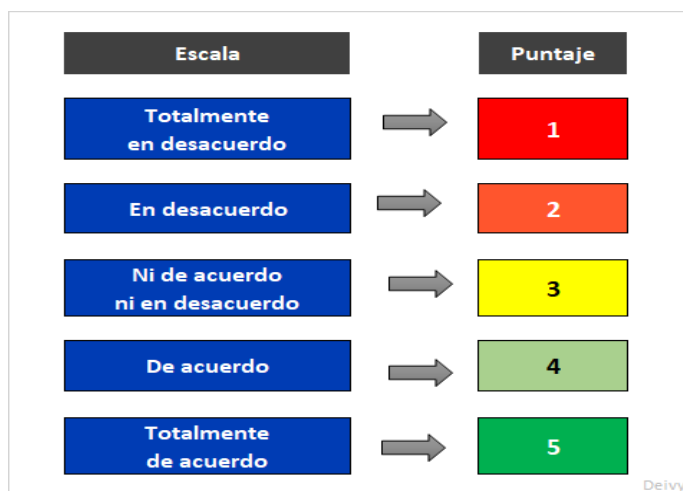 Escala
Puntaje
Totalmente
en desacuerdo
1
En desacuerdo
2
Ni de acuerdo
ni en desacuerdo
3
De acuerdo
4
Totalmente
de acuerdo
5
Deivy